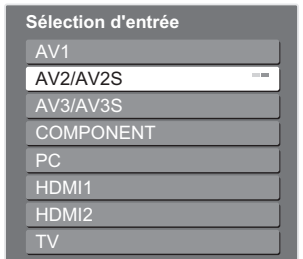 Sélection d'entrée
AV1
AV2/AV2S
AV3/AV3S
COMPONENT
PC
HDMI1
HDMI2
TV